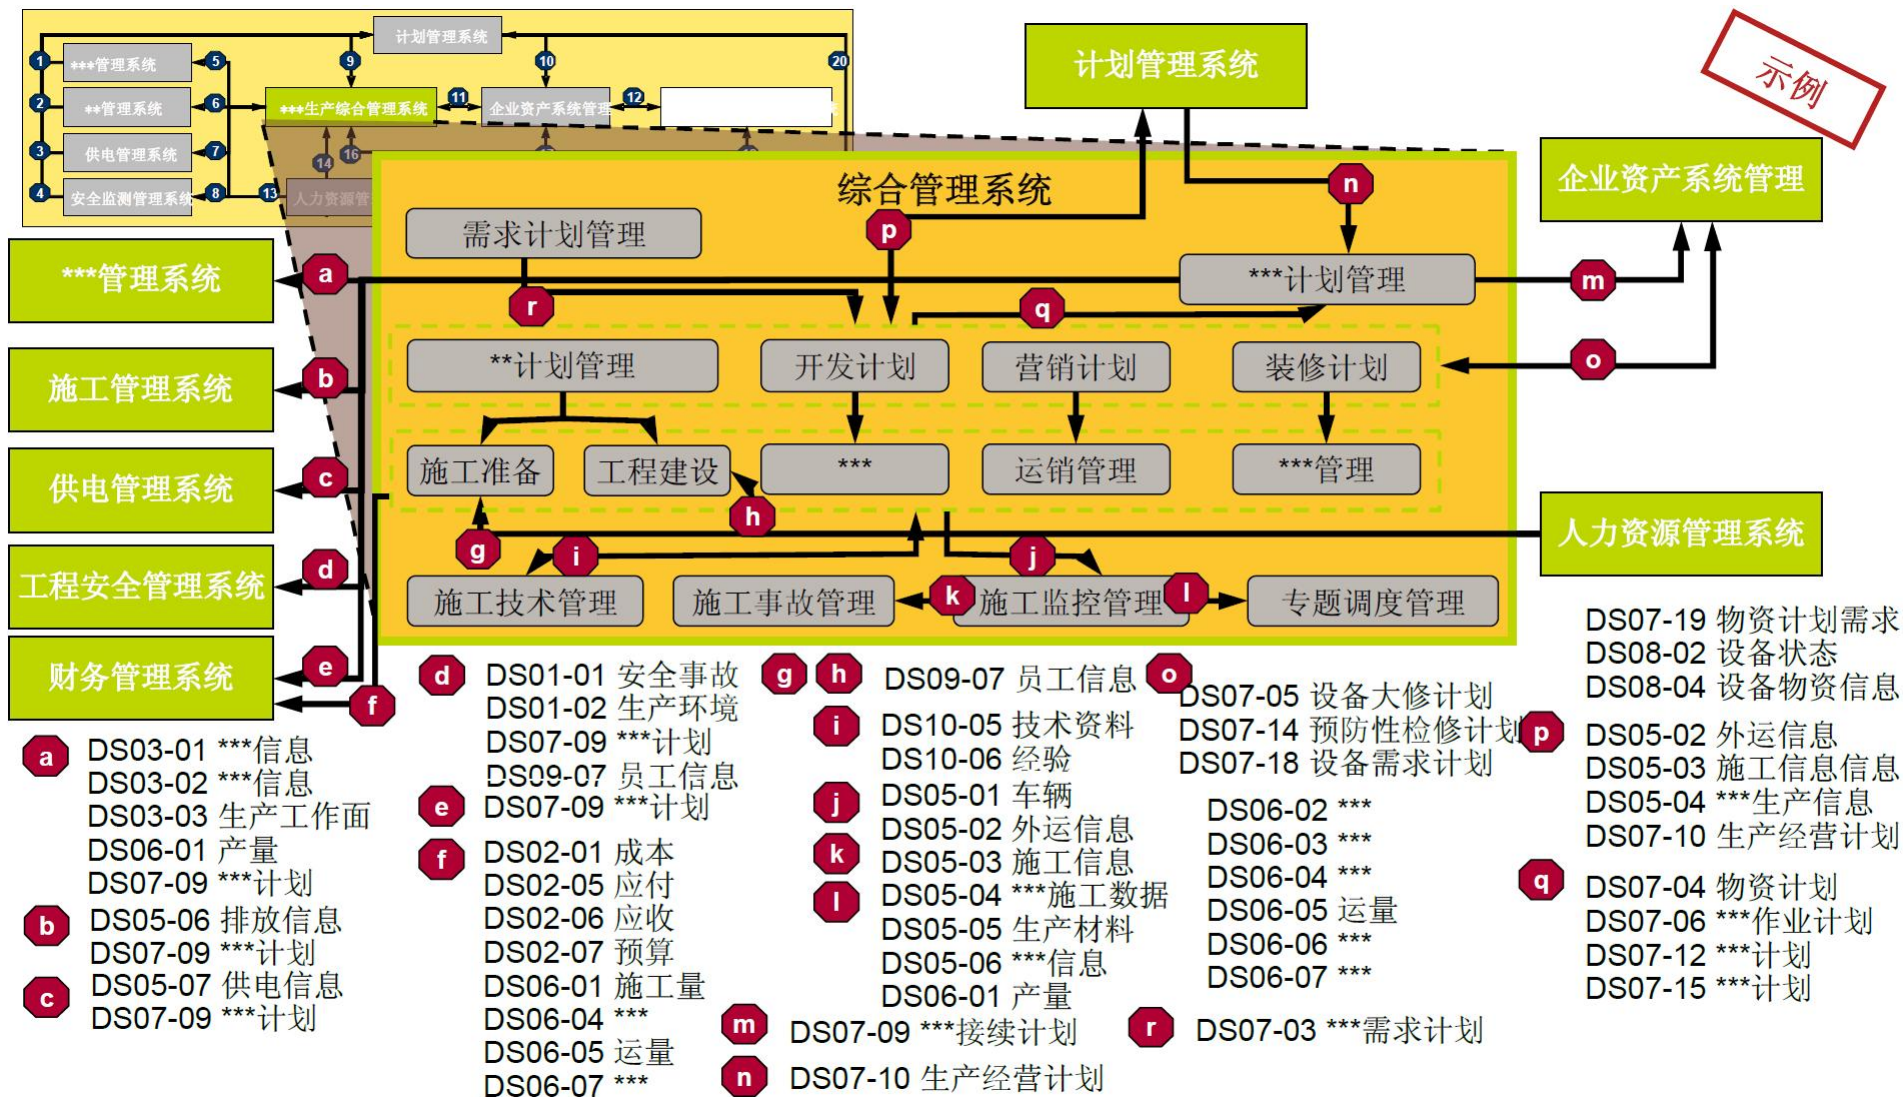 计划管理系统
1
5
9
10
20
***管理系统
2
6
**管理系统
***生产综合管理系统
11
企业资产系统管理
12
3
7
供电管理系统
14
16
4
8
13
安全监测管理系统
人力资源管
计划管理系统
示例
企业资产系统管理
综合管理系统
n
p
需求计划管理
***管理系统
a
***计划管理
m
r
q
**计划管理
开发计划
营销计划
装修计划
o
施工管理系统
b
施工准备
工程建设
***
运销管理
***管理
供电管理系统
c
h
g
i
j
人力资源管理系统
工程安全管理系统
d
施工技术管理
施工事故管理
k
施工监控管理
l
专题调度管理
财务管理系统
e
f
a
DS03-01 ***信息
DS03-02 ***信息
DS03-03 生产工作面
DS06-01 产量
DS07-09 ***计划
b
DS05-06 排放信息
DS07-09 ***计划
c
DS05-07 供电信息
DS07-09 ***计划
d
DS01-01 安全事故
DS01-02 生产环境
DS07-09 ***计划
DS09-07 员工信息
e
DS07-09 ***计划
f
DS02-01 成本
DS02-05 应付
DS02-06 应收
DS02-07 预算
DS06-01 施工量
DS06-04 ***
DS06-05 运量
DS06-07 ***
g
h
DS09-07 员工信息
i
DS10-05 技术资料
DS10-06 经验
j
k
l
DS05-01 车辆
DS05-02 外运信息
DS05-03 施工信息
DS05-04 ***施工数据
DS05-05 生产材料
DS05-06 ***信息
DS06-01 产量
m
DS07-09 ***接续计划
n
DS07-10 生产经营计划
o
DS07-05 设备大修计划
DS07-14 预防性检修计划
DS07-18 设备需求计划
DS07-19 物资计划需求
DS08-02 设备状态
DS08-04 设备物资信息
DS06-02 ***
DS06-03 ***
DS06-04 ***
DS06-05 运量
DS06-06 ***
DS06-07 ***
r
DS07-03 ***需求计划
p
DS05-02 外运信息
DS05-03 施工信息信息
DS05-04 ***生产信息
DS07-10 生产经营计划
q
DS07-04 物资计划
DS07-06 ***作业计划
DS07-12 ***计划
DS07-15 ***计划